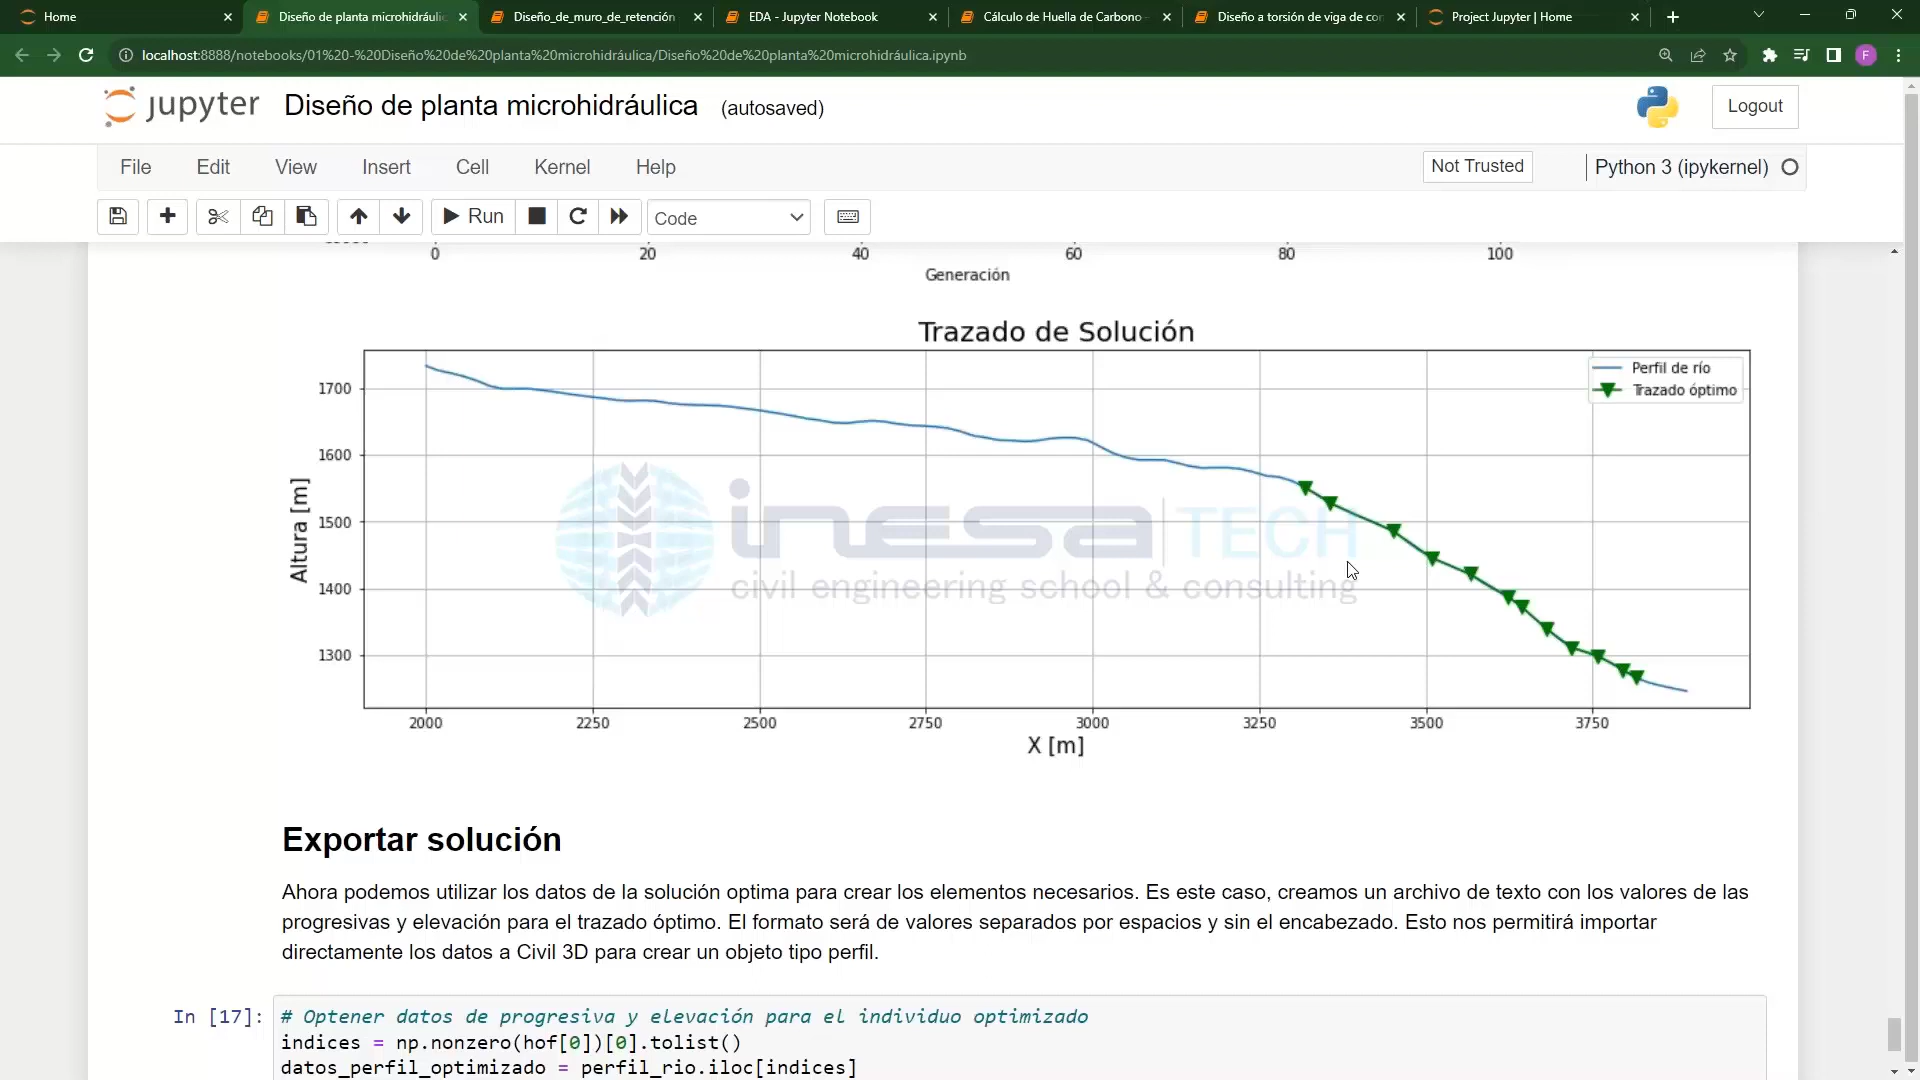 Home
Diseño de planta microhidráulic
Diseño_de_muro_de_retención
EDA - Jupyter Notebook
Cálculo de Huella de Carbono -
Diseño a torsión de viga de con
Project Jupyter | Home
localhost:8888/notebooks/01%20-%20Diseño%20de%20planta%20microhidráulica/Diseño%20de%20planta%20microhidráulica.ipynb
F
jupyter
Diseño de planta microhidráulica (autosaved)
Logout
File Edit View Insert Cell Kernel Help
Not Trusted
Python 3 (ipykernel)
Run
Code
0 20 40 60 80 100
Generación
Trazado de Solución
Perfil de río
Trazado óptimo
1700
1600
1500
1400
1300
Altura [m]
inesa TECH
civil engineering school & consulting
2000 2250 2500 2750 3000 3250 3500 3750
X [m]
Exportar solución
Ahora podemos utilizar los datos de la solución optima para crear los elementos necesarios. Es este caso, creamos un archivo de texto con los valores de las
progresivas y elevación para el trazado óptimo. El formato será de valores separados por espacios y sin el encabezado. Esto nos permitirá importar
directamente los datos a Civil 3D para crear un objeto tipo perfil.
In [17]: # Optener datos de progresiva y elevación para el individuo optimizado
indices = np.nonzero(hof[0])[0].tolist()
datos_perfil_optimizado = perfil_rio.iloc[indices]